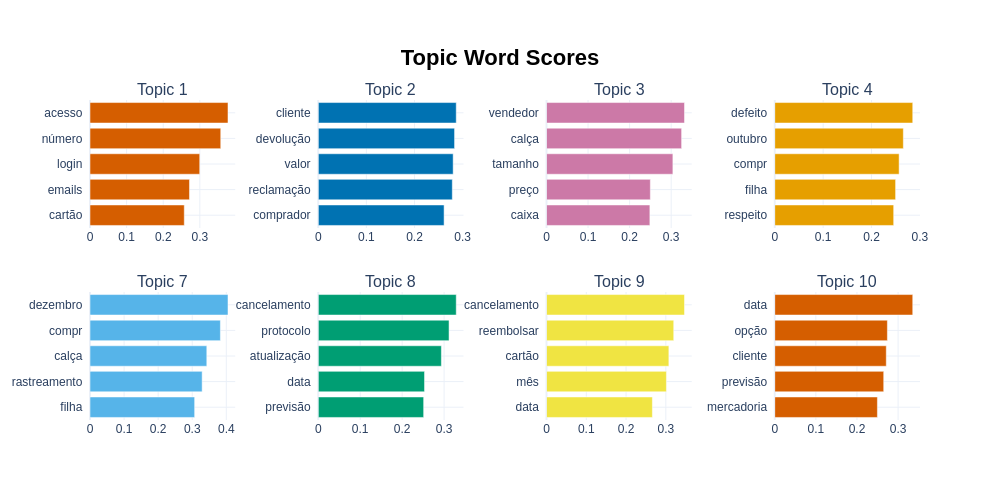 Topic Word Scores
Topic 1
acesso
número
login
emails
cartão
0 0.1 0.2 0.3
Topic 2
cliente
devolução
valor
reclamação
comprador
0 0.1 0.2 0.3
Topic 3
vendedor
calça
tamanho
preço
caixa
0 0.1 0.2 0.3
Topic 4
defeito
outubro
compr
filha
respeito
0 0.1 0.2 0.3
Topic 7
dezembro
compr
calça
rastreamento
filha
0 0.1 0.2 0.3 0.4
Topic 8
cancelamento
protocolo
atualização
data
previsão
0 0.1 0.2 0.3
Topic 9
cancelamento
reembolsar
cartão
mês
data
0 0.1 0.2 0.3
Topic 10
data
opção
cliente
previsão
mercadoria
0 0.1 0.2 0.3